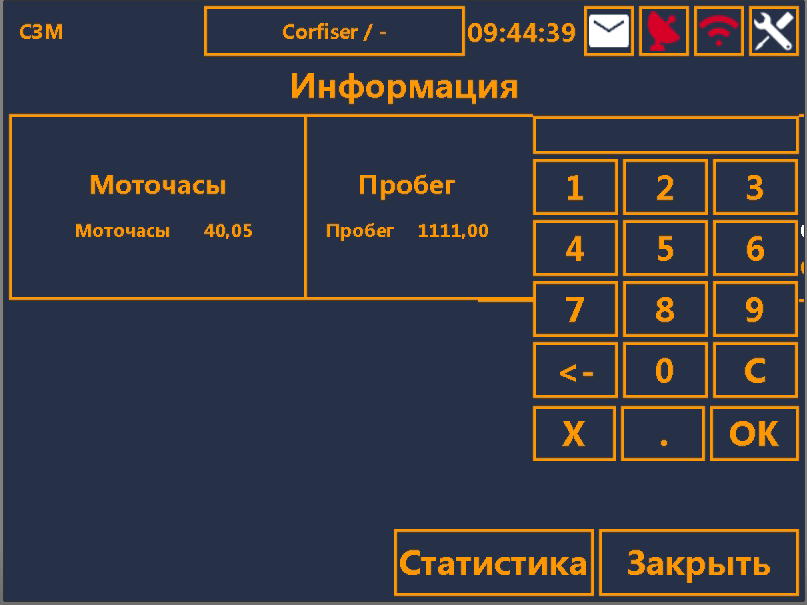 СЗМ
Corfiser / -
09:44:39
Информация
Моточасы
Моточасы 40,05
Пробег
Пробег 1111,00
1 2 3
4 5 6
7 8 9
<- 0 C
X . OK
Статистика
Закрыть